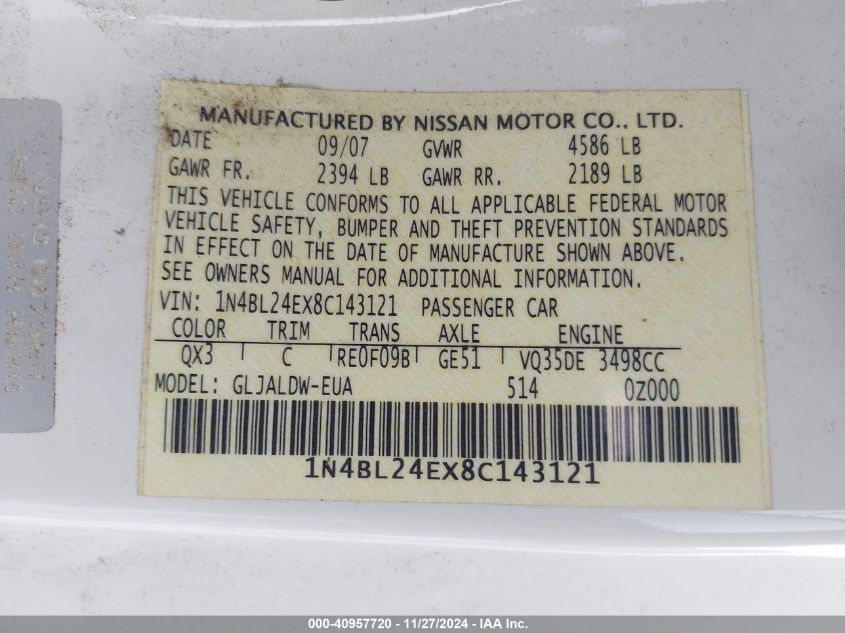 MANUFACTURED BY NISSAN MOTOR CO., LTD.
DATE 09/07 GVWR 4586 LB
GAWR FR. 2394 LB GAWR RR. 2189 LB
THIS VEHICLE CONFORMS TO ALL APPLICABLE FEDERAL MOTOR
VEHICLE SAFETY, BUMPER AND THEFT PREVENTION STANDARDS
IN EFFECT ON THE DATE OF MANUFACTURE SHOWN ABOVE.
SEE OWNERS MANUAL FOR ADDITIONAL INFORMATION.
VIN: 1N4BL24EX8C143121 PASSENGER CAR
COLOR TRIM TRANS AXLE ENGINE
QX3 C RE0F09B GE51 VQ35DE 3498CC
MODEL: GLJALDW-EUA 514 0Z000
1N4BL24EX8C143121
000-40957720 - 11/27/2024 - IAA Inc.